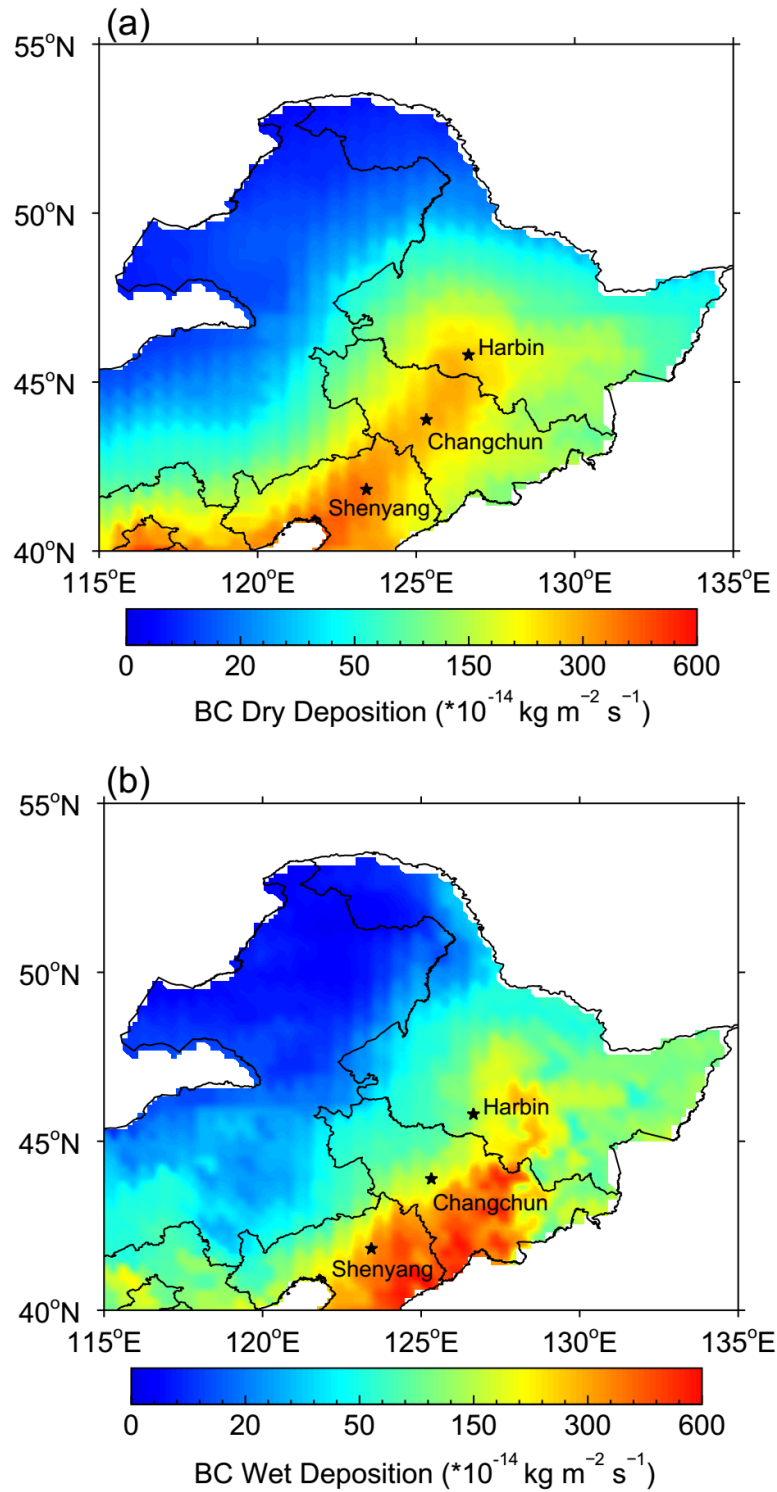 (a)
55°N
50°N
45°N
40°N
Harbin
Changchun
Shenyang
115°E 120°E 125°E 130°E 135°E
0 20 50 150 300 600
BC Dry Deposition (*10⁻¹⁴ kg m⁻² s⁻¹)
(b)
55°N
50°N
45°N
40°N
Harbin
Changchun
Shenyang
115°E 120°E 125°E 130°E 135°E
0 20 50 150 300 600
BC Wet Deposition (*10⁻¹⁴ kg m⁻² s⁻¹)